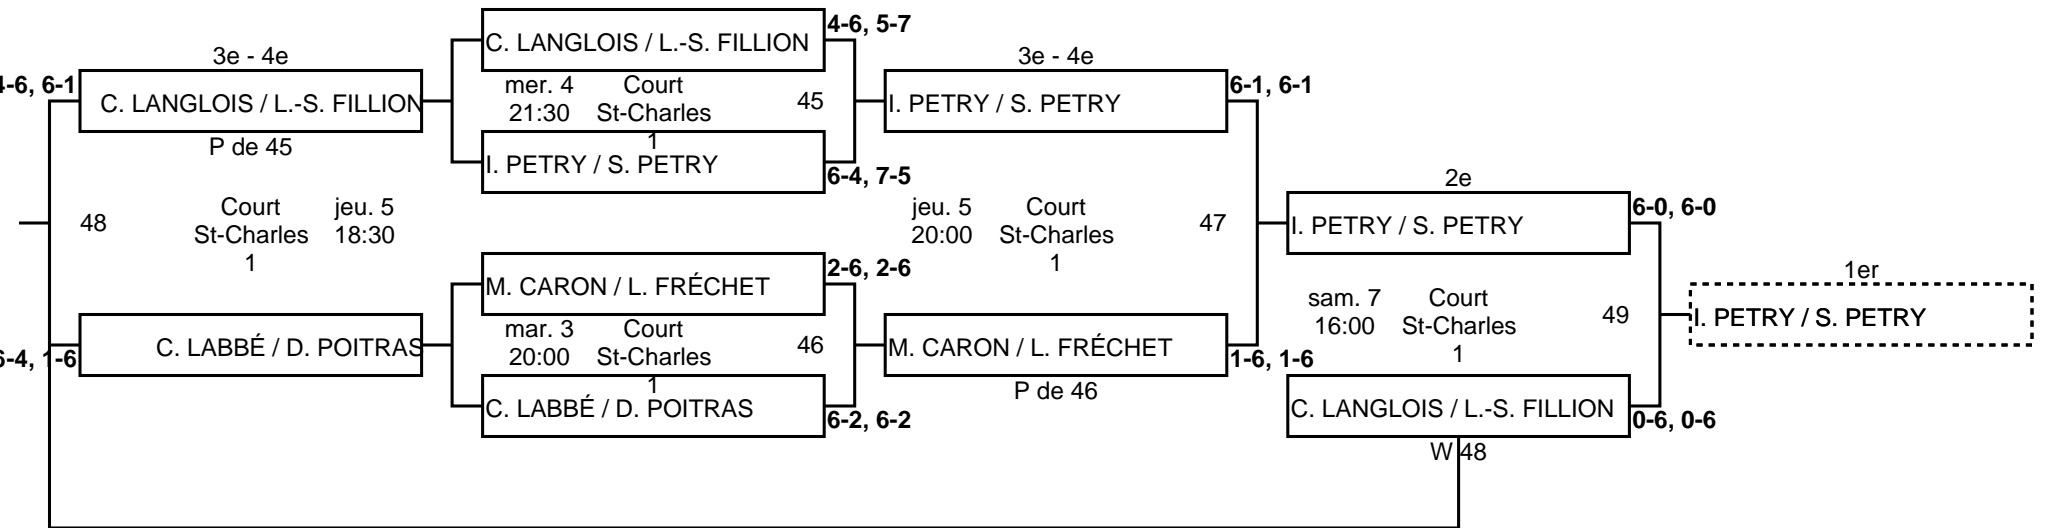 4-6, 5-7
C. LANGLOIS / L.-S. FILLION
3e - 4e
3e - 4e
6-1
6-1, 6-1
mer. 4 Court
21:30 St-Charles
1
45
C. LANGLOIS / L.-S. FILLION
I. PETRY / S. PETRY
P de 45
I. PETRY / S. PETRY
6-4, 7-5
2e
Court jeu. 5
St-Charles 18:30
1
48
jeu. 5 Court
20:00 St-Charles
1
47
I. PETRY / S. PETRY
6-0, 6-0
2-6, 2-6
M. CARON / L. FRÉCHET
1er
sam. 7 Court
16:00 St-Charles
1
49
I. PETRY / S. PETRY
mar. 3 Court
20:00 St-Charles
1
46
C. LABBÉ / D. POITRAS
M. CARON / L. FRÉCHET
1-6
1-6, 1-6
P de 46
C. LABBÉ / D. POITRAS
6-2, 6-2
C. LANGLOIS / L.-S. FILLION
0-6, 0-6
W 48